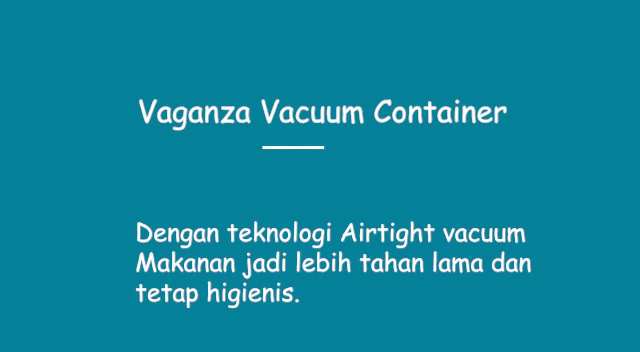 Vaganza Vacuum Container
Dengan teknologi Airtight vacuum
Makanan jadi lebih tahan lama dan
tetap higienis.